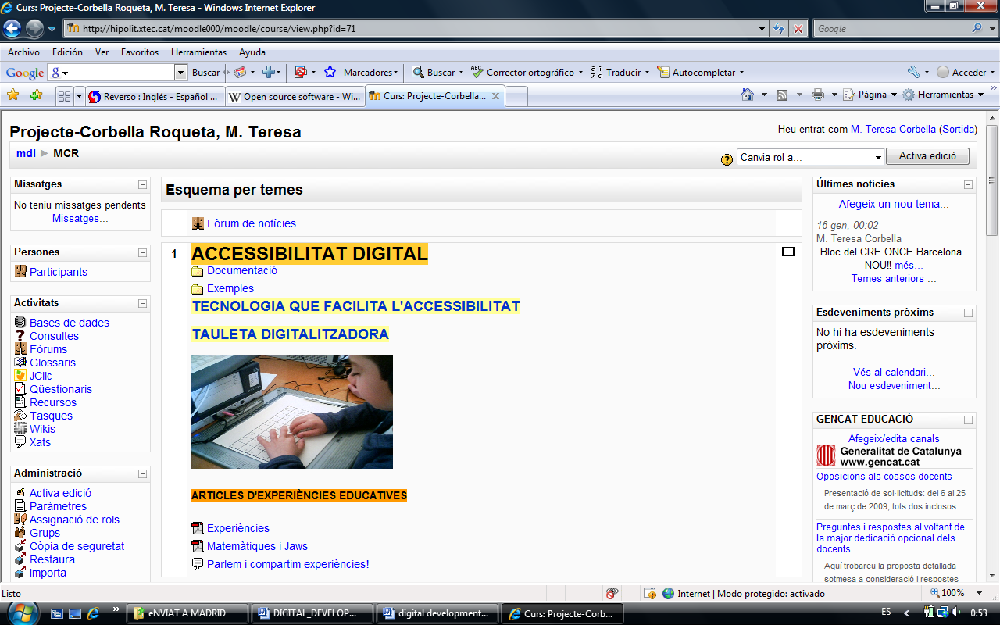 Curs: Projecte-Corbella Roqueta, M. Teresa - Windows Internet Explorer
http://hipolit.xtec.cat/moodle000/moodle/course/view.php?id=71
Google
Archivo Edición Ver Favoritos Herramientas Ayuda
Google g Buscar Marcadores Buscar ABC Corrector ortográfico Traducir Autocompletar Acceder
Reverso : Inglés - Español ...
W Open source software - Wi...
Curs: Projecte-Corbella...
Página Herramientas
Projecte-Corbella Roqueta, M. Teresa
Heu entrat com M. Teresa Corbella (Sortida)
mdl ► MCR
? Canvia rol a... Activa edició
Missatges
No teniu missatges pendents
Missatges...
Persones
Participants
Activitats
Bases de dades
Consultes
Fòrums
Glossaris
JClic
Qüestionaris
Recursos
Tasques
Wikis
Xats
Administració
Activa edició
Paràmetres
Assignació de rols
Grups
Còpia de seguretat
Restaura
Importa
Esquema per temes
Fòrum de notícies
1 ACCESSIBILITAT DIGITAL
Documentació
Exemples
TECNOLOGIA QUE FACILITA L'ACCESSIBILITAT
TAULETA DIGITALITZADORA
ARTICLES D'EXPERIÈNCIES EDUCATIVES
Experiències
Matemàtiques i Jaws
Parlem i compartim experiències!
Últimes notícies
Afegeix un nou tema...
16 gen, 00:02
M. Teresa Corbella
Bloc del CRE ONCE Barcelona.
NOU!! més...
Temes anteriors ...
Esdeveniments pròxims
No hi ha esdeveniments
pròxims.
Vés al calendari...
Nou esdeveniment...
GENCAT EDUCACIÓ
Afegeix/edita canals
Generalitat de Catalunya
www.gencat.cat
Oposicions als cossos docents
Presentació de sol·licituds: del 6 al 25
de març de 2009, tots dos inclosos
Preguntes i respostes al voltant de
la major dedicació opcional dels
docents
Aquí trobareu la proposta detallada
sotmesa a consideració i respostes
Listo
Internet | Modo protegido: activado
100%
eNVIAT A MADRID
DIGITAL_DEVELOP...
digital development...
Curs: Projecte-Corb...
ES
0:53